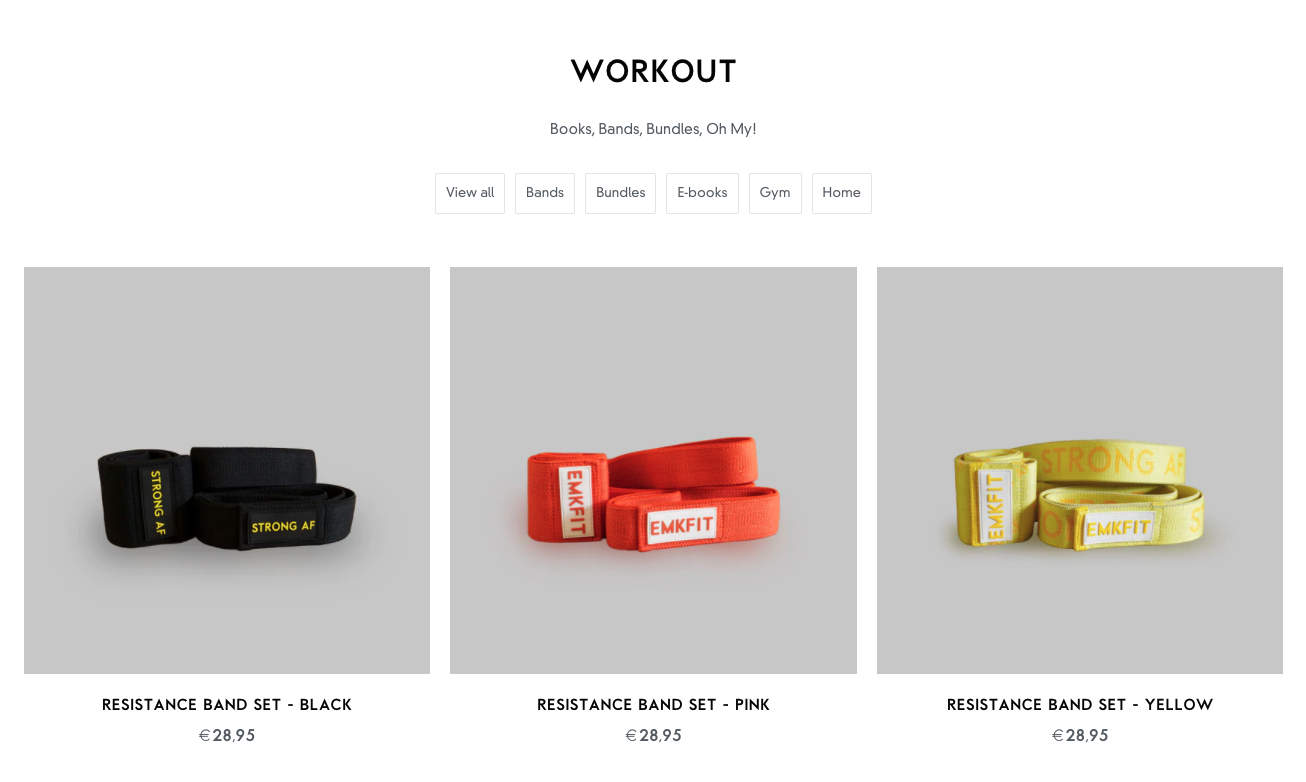 WORKOUT
Books, Bands, Bundles, Oh My!
View all Bands Bundles E-books Gym Home
STRONG AF
STRONG AF
EMKFIT
EMKFIT
STRONG AF
EMKFIT
EMKFIT
RESISTANCE BAND SET - BLACK
€28,95
RESISTANCE BAND SET - PINK
€28,95
RESISTANCE BAND SET - YELLOW
€28,95